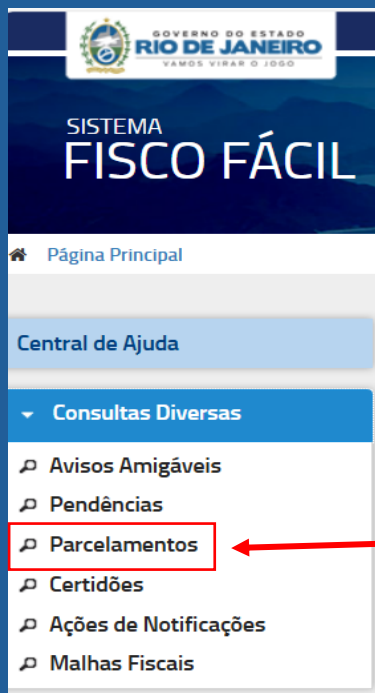 GOVERNO DO ESTADO
RIO DE JANEIRO
VAMOS VIRAR O JOGO
SISTEMA
FISCO FÁCIL
Página Principal
Central de Ajuda
Consultas Diversas
Avisos Amigáveis
Pendências
Parcelamentos
Certidões
Ações de Notificações
Malhas Fiscais